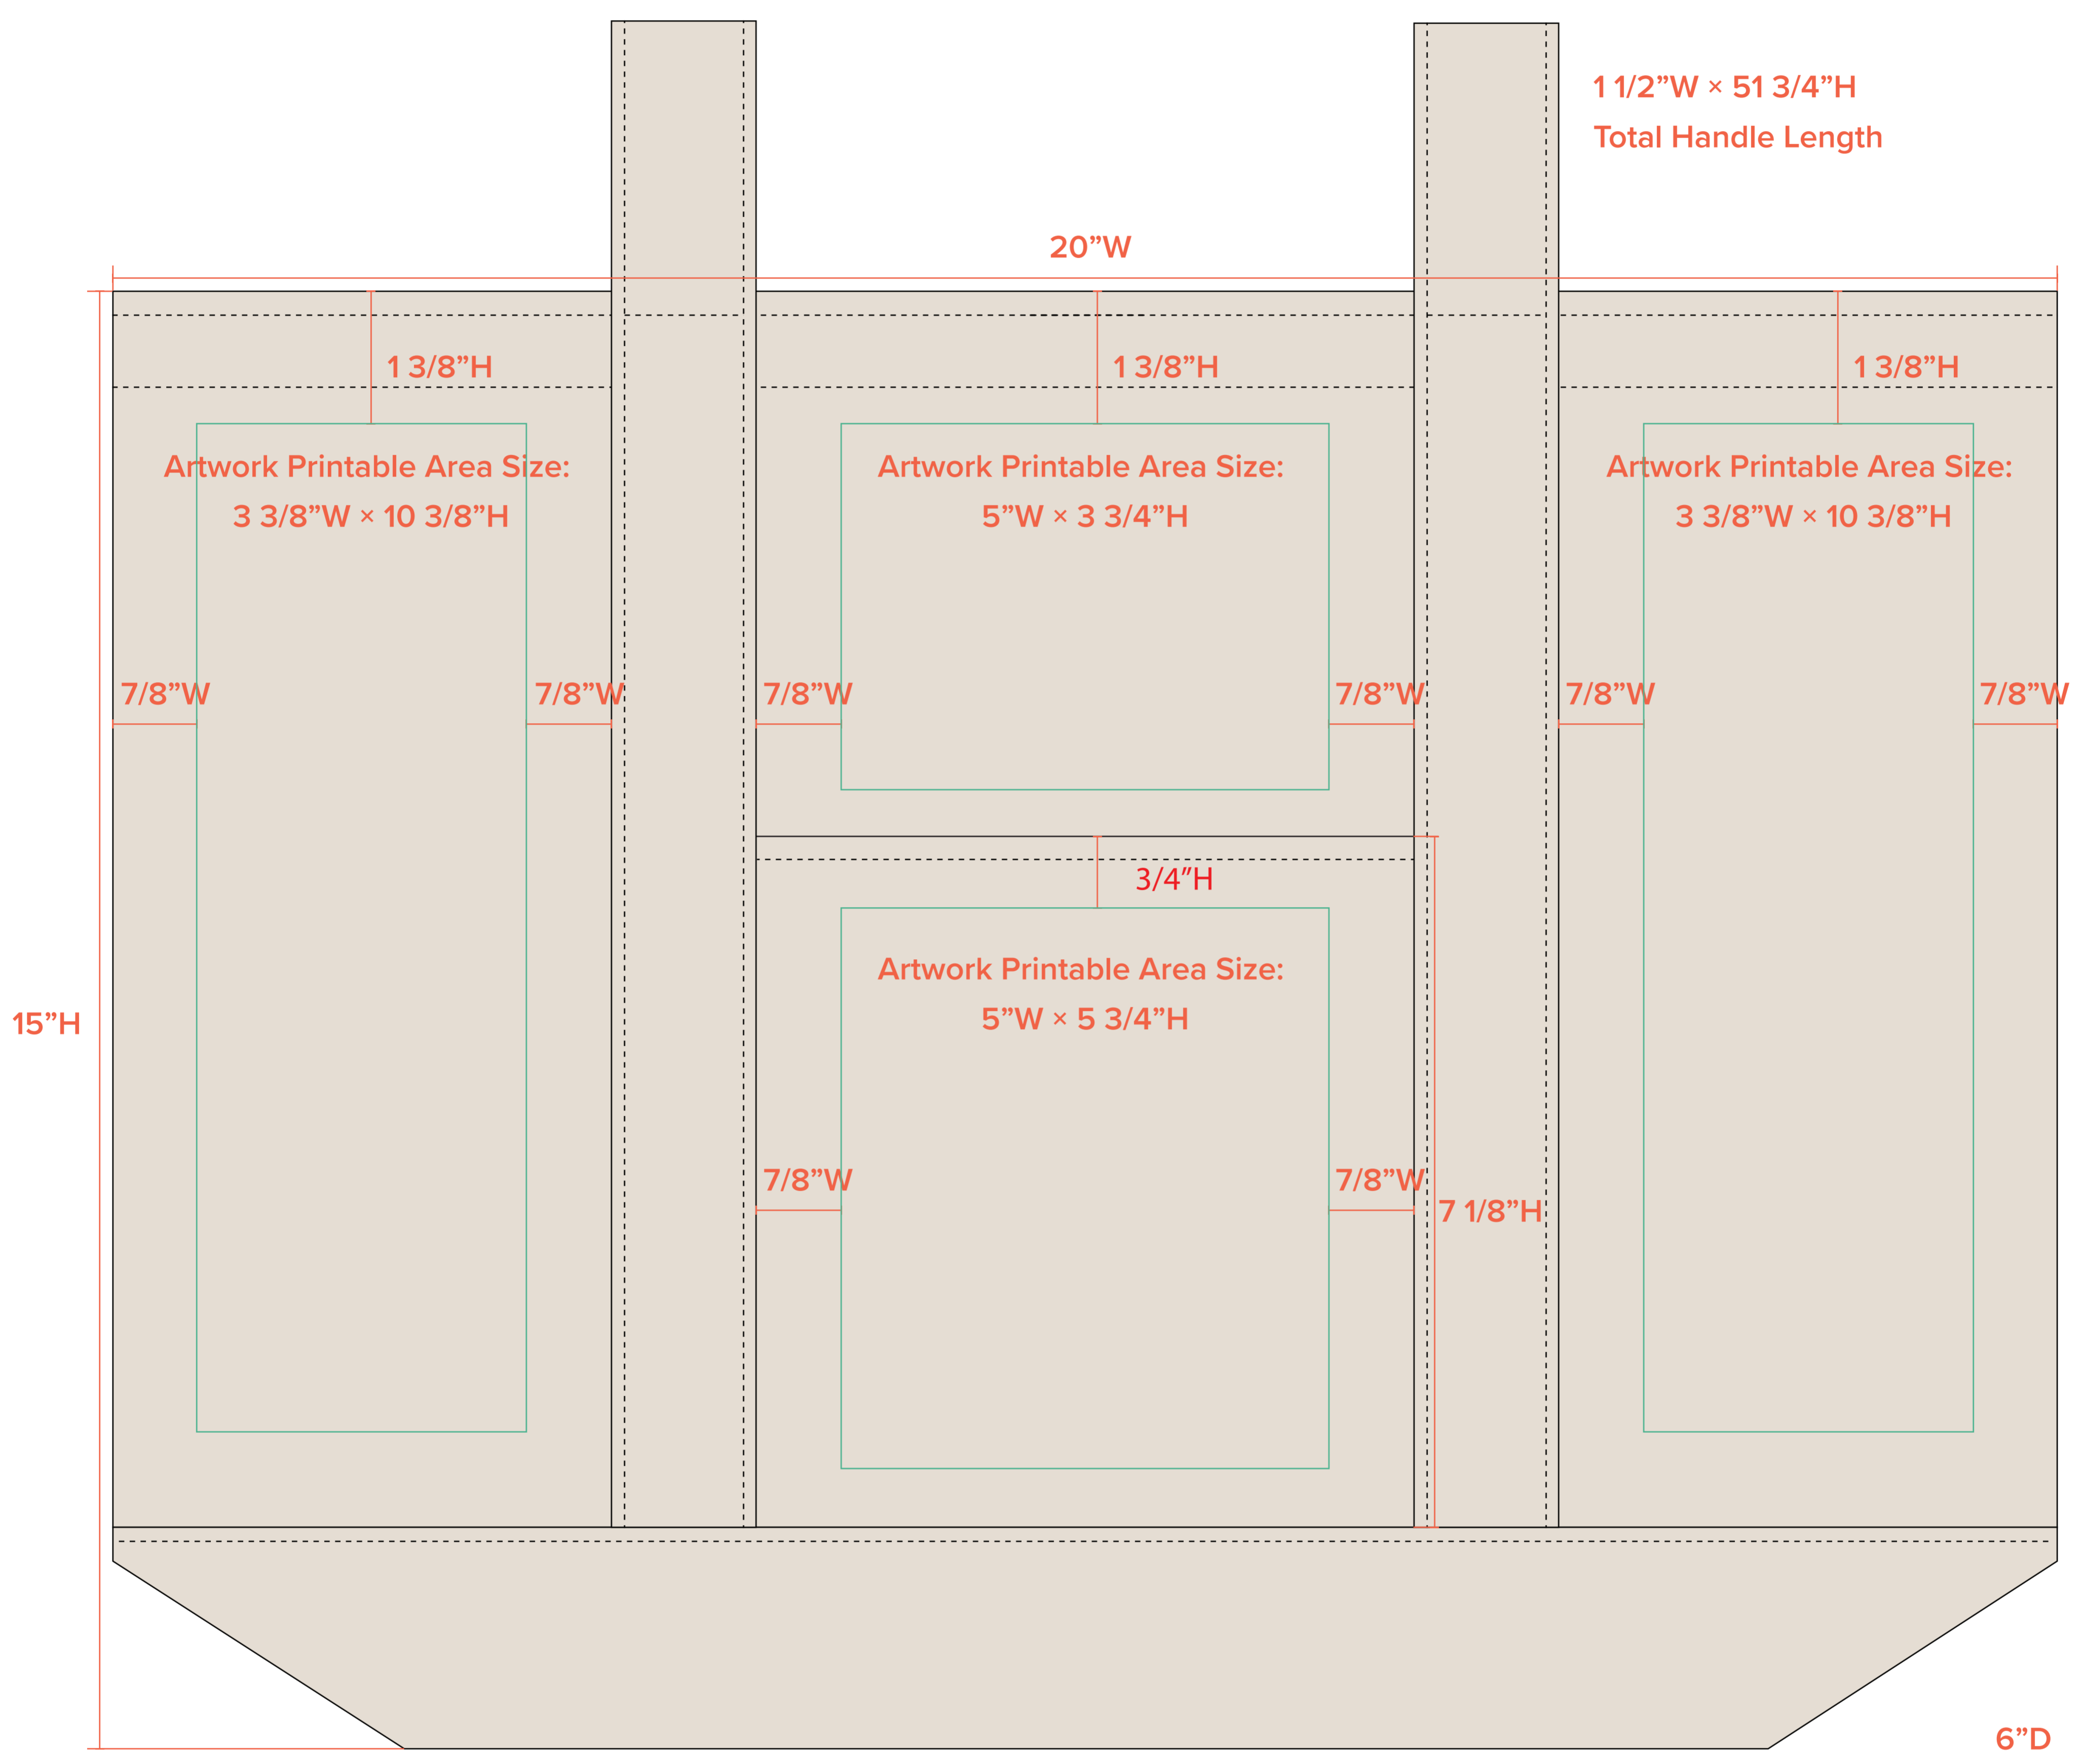 1 1/2”W × 51 3/4”H
Total Handle Length
20”W
1 3/8”H
1 3/8”H
1 3/8”H
Artwork Printable Area Size:
3 3/8”W × 10 3/8”H
Artwork Printable Area Size:
5”W × 3 3/4”H
Artwork Printable Area Size:
3 3/8”W × 10 3/8”H
7/8”W
7/8”W
7/8”W
7/8”W
7/8”W
7/8”W
3/4”H
Artwork Printable Area Size:
5”W × 5 3/4”H
15”H
7/8”W
7/8”W
7 1/8”H
6”D